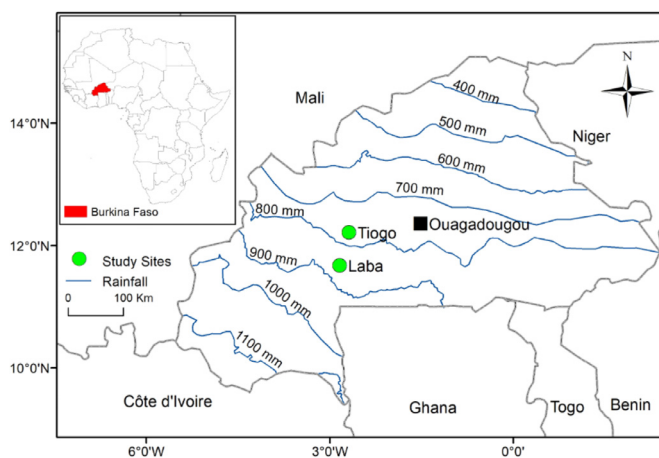 N
400 mm
Mali
14°0'N
500 mm
Niger
600 mm
700 mm
Burkina Faso
800 mm
Tiogo
Ouagadougou
12°0'N
Study Sites
900 mm
Laba
Rainfall
0 100 Km
1000 mm
1100 mm
10°0'N
Côte d'Ivoire
Ghana
Togo
Benin
6°0'W
3°0'W
0°0'